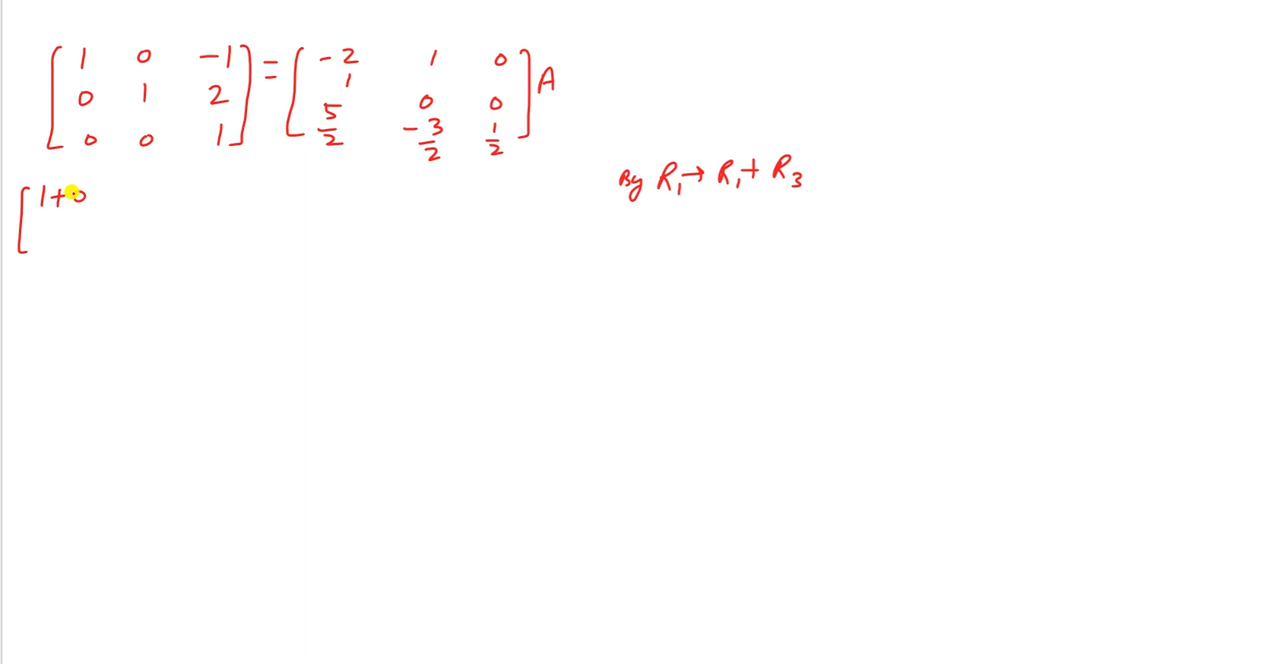 [ 1 0 -1 ] = [ -2 1 0 ] A
0 1 2 1 0 0
0 0 1 5/2 -3/2 1/2
By R₁ → R₁ + R₃
[ 1+0